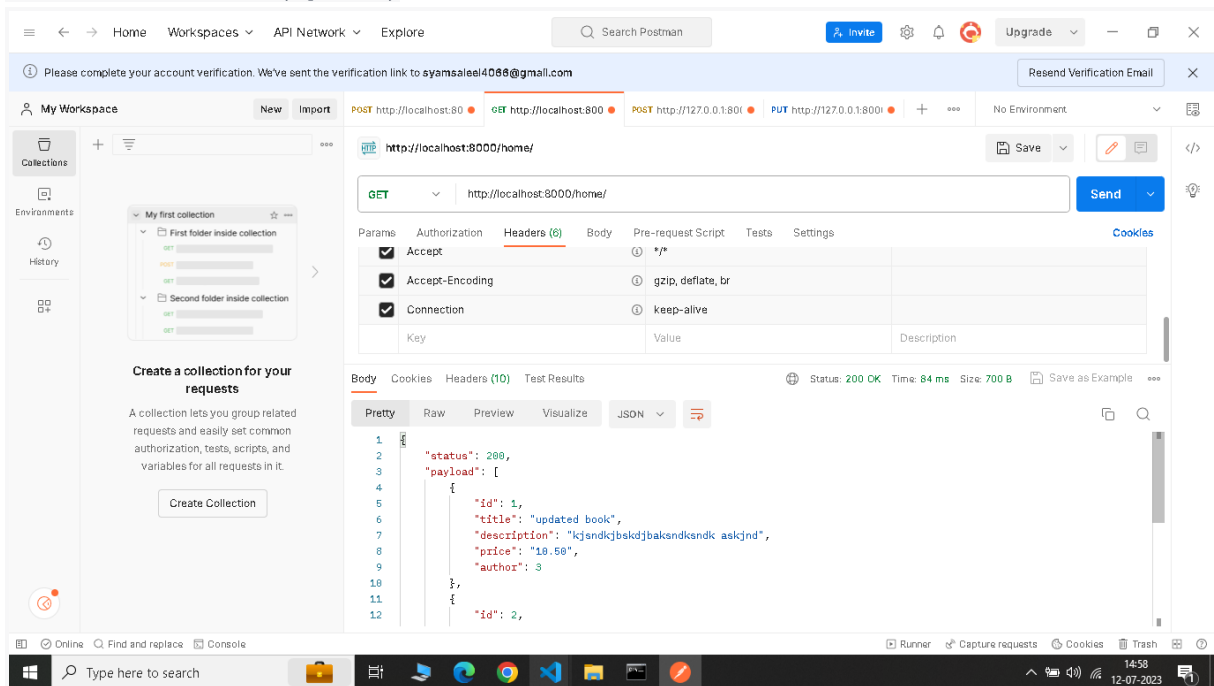 Home Workspaces API Network Explore Search Postman Invite Upgrade
Please complete your account verification. We've sent the verification link to syamsaleel4066@gmail.com Resend Verification Email
My Workspace New Import POST http://localhost:80 GET http://localhost:800 POST http://127.0.0.1:80( PUT http://127.0.0.1:800( No Environment
Collections
Environments
History
My first collection
First folder inside collection
GET
POST
GET
Second folder inside collection
GET
GET
Create a collection for your
requests
A collection lets you group related
requests and easily set common
authorization, tests, scripts, and
variables for all requests in it.
Create Collection
HTTP http://localhost:8000/home/ Save
GET http://localhost:8000/home/ Send
Params Authorization Headers (6) Body Pre-request Script Tests Settings Cookies
Accept */*
Accept-Encoding gzip, deflate, br
Connection keep-alive
Key Value Description
Body Cookies Headers (10) Test Results Status: 200 OK Time: 84 ms Size: 700 B Save as Example
Pretty Raw Preview Visualize JSON
1 {
2 "status": 200,
3 "payload": [
4 {
5 "id": 1,
6 "title": "updated book",
7 "description": "kjsndkjbskdjbaksndksndk askjnd",
8 "price": "10.50",
9 "author": 3
10 },
11 {
12 "id": 2,
Online Find and replace Console Runner Capture requests Cookies Trash
Type here to search 14:58
12-07-2023